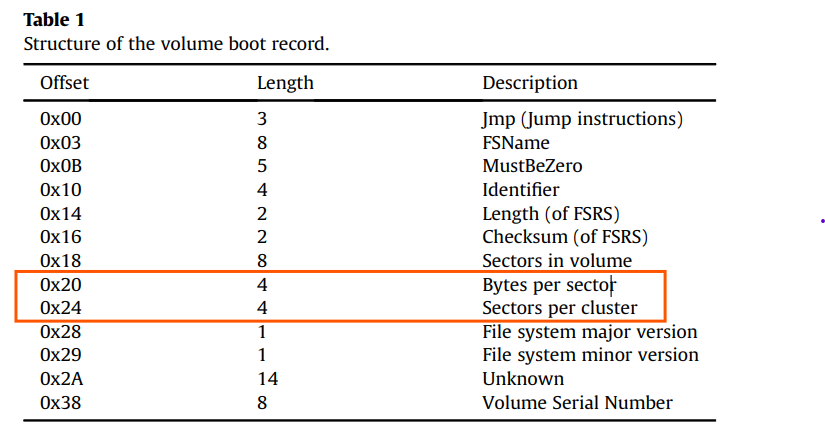 Table 1
Structure of the volume boot record.
Offset Length Description
0x00 3 Jmp (Jump instructions)
0x03 8 FSName
0x0B 5 MustBeZero
0x10 4 Identifier
0x14 2 Length (of FSRS)
0x16 2 Checksum (of FSRS)
0x18 8 Sectors in volume
0x20 4 Bytes per sector
0x24 4 Sectors per cluster
0x28 1 File system major version
0x29 1 File system minor version
0x2A 14 Unknown
0x38 8 Volume Serial Number